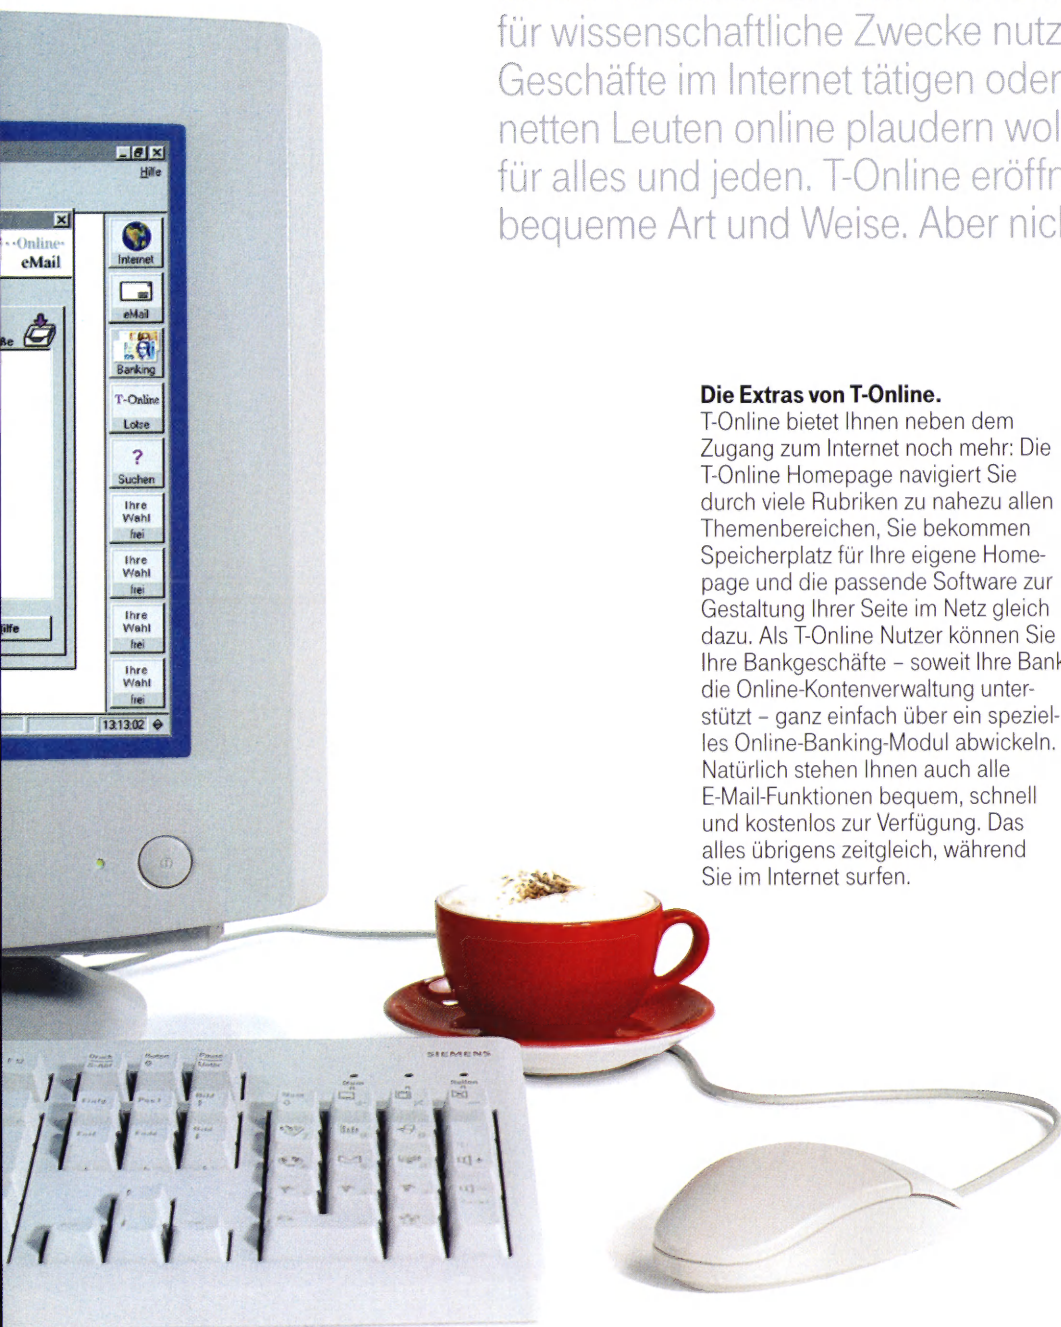 für wissenschaftliche Zwecke nutz
Geschäfte im Internet tätigen oder
netten Leuten online plaudern wol
für alles und jeden. T-Online eröffn
bequeme Art und Weise. Aber nich
Hilfe
-Online-
eMail
Internet
eMail
Banking
T-Online
Lotse
?
Suchen
Ihre
Wahl
frei
Ihre
Wahl
frei
Ihre
Wahl
frei
Ihre
Wahl
frei
ilfe
13:13:02
Die Extras von T-Online.
T-Online bietet Ihnen neben dem
Zugang zum Internet noch mehr: Die
T-Online Homepage navigiert Sie
durch viele Rubriken zu nahezu allen
Themenbereichen, Sie bekommen
Speicherplatz für Ihre eigene Home-
page und die passende Software zur
Gestaltung Ihrer Seite im Netz gleich
dazu. Als T-Online Nutzer können Sie
Ihre Bankgeschäfte – soweit Ihre Bank
die Online-Kontenverwaltung unter-
stützt – ganz einfach über ein speziel-
les Online-Banking-Modul abwickeln.
Natürlich stehen Ihnen auch alle
E-Mail-Funktionen bequem, schnell
und kostenlos zur Verfügung. Das
alles übrigens zeitgleich, während
Sie im Internet surfen.
SIEMENS